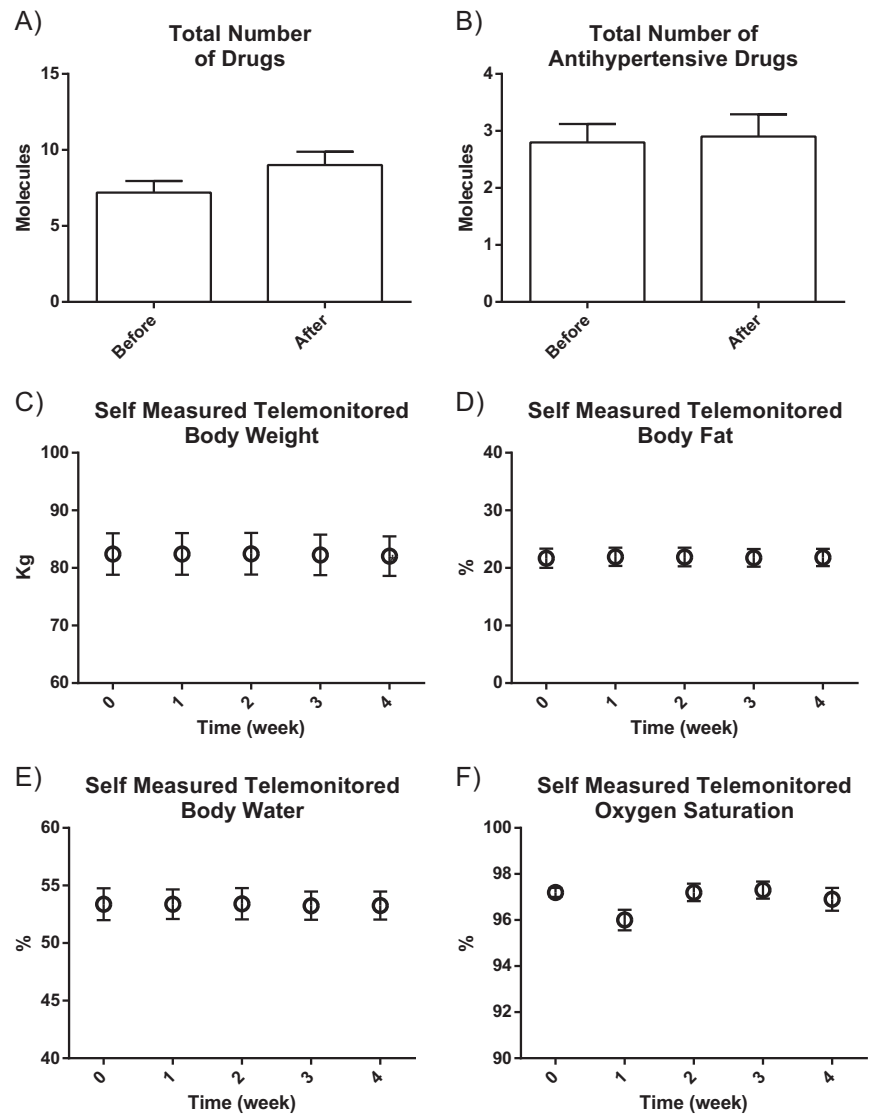 A)
Total Number
of Drugs
15
10
5
0
Molecules
Before
After
B)
Total Number of
Antihypertensive Drugs
4
3
2
1
0
Molecules
Before
After
C)
Self Measured Telemonitored
Body Weight
100
90
80
70
60
Kg
0
1
2
3
4
Time (week)
D)
Self Measured Telemonitored
Body Fat
40
30
20
10
0
%
0
1
2
3
4
Time (week)
E)
Self Measured Telemonitored
Body Water
60
55
50
45
40
%
0
1
2
3
4
Time (week)
F)
Self Measured Telemonitored
Oxygen Saturation
100
98
96
94
92
90
%
0
1
2
3
4
Time (week)